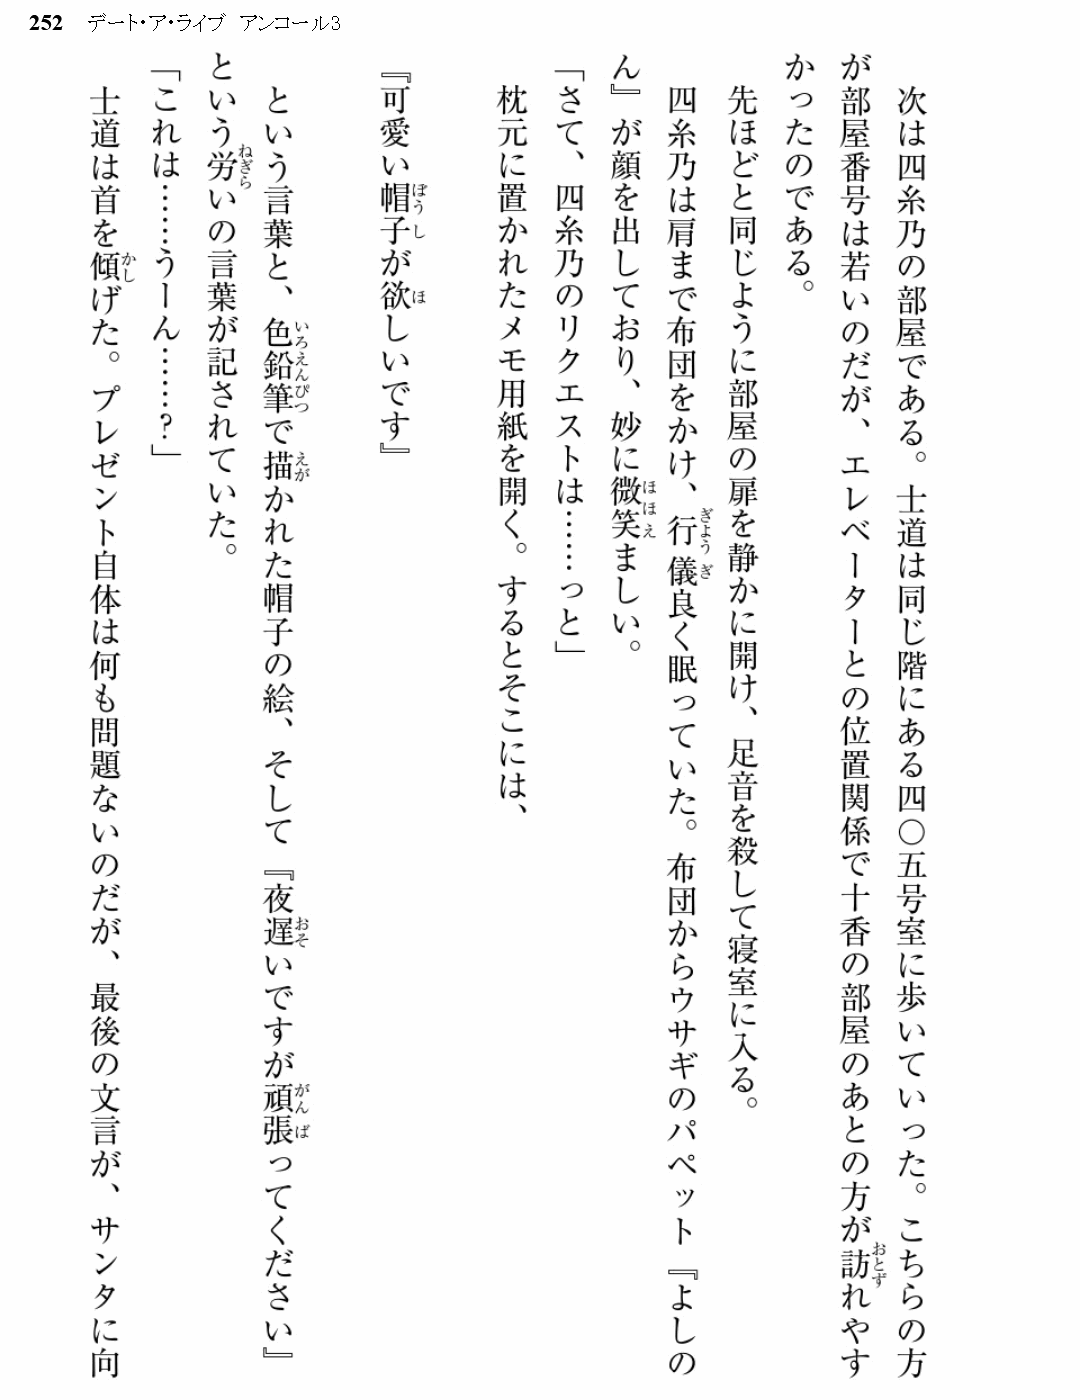 252 デート・ア・ライブ アンコール3
次は四糸乃の部屋である。士道は同じ階にある四〇五号室に歩いていった。こちらの方
が部屋番号は若いのだが、エレベーターとの位置関係で十香の部屋のあとの方が訪れやす
かったのである。
先ほどと同じように部屋の扉を静かに開け、足音を殺して寝室に入る。
四糸乃は肩まで布団をかけ、行儀良く眠っていた。布団からウサギのパペット『よしの
ん』が顔を出しており、妙に微笑ましい。
「さて、四糸乃のリクエストは……っと」
枕元に置かれたメモ用紙を開く。するとそこには、
『可愛い帽子が欲しいです』
という言葉と、色鉛筆で描かれた帽子の絵、そして『夜遅いですが頑張ってください』
という労いの言葉が記されていた。
「これは……うーん……?」
士道は首を傾げた。プレゼント自体は何も問題ないのだが、最後の文言が、サンタに向